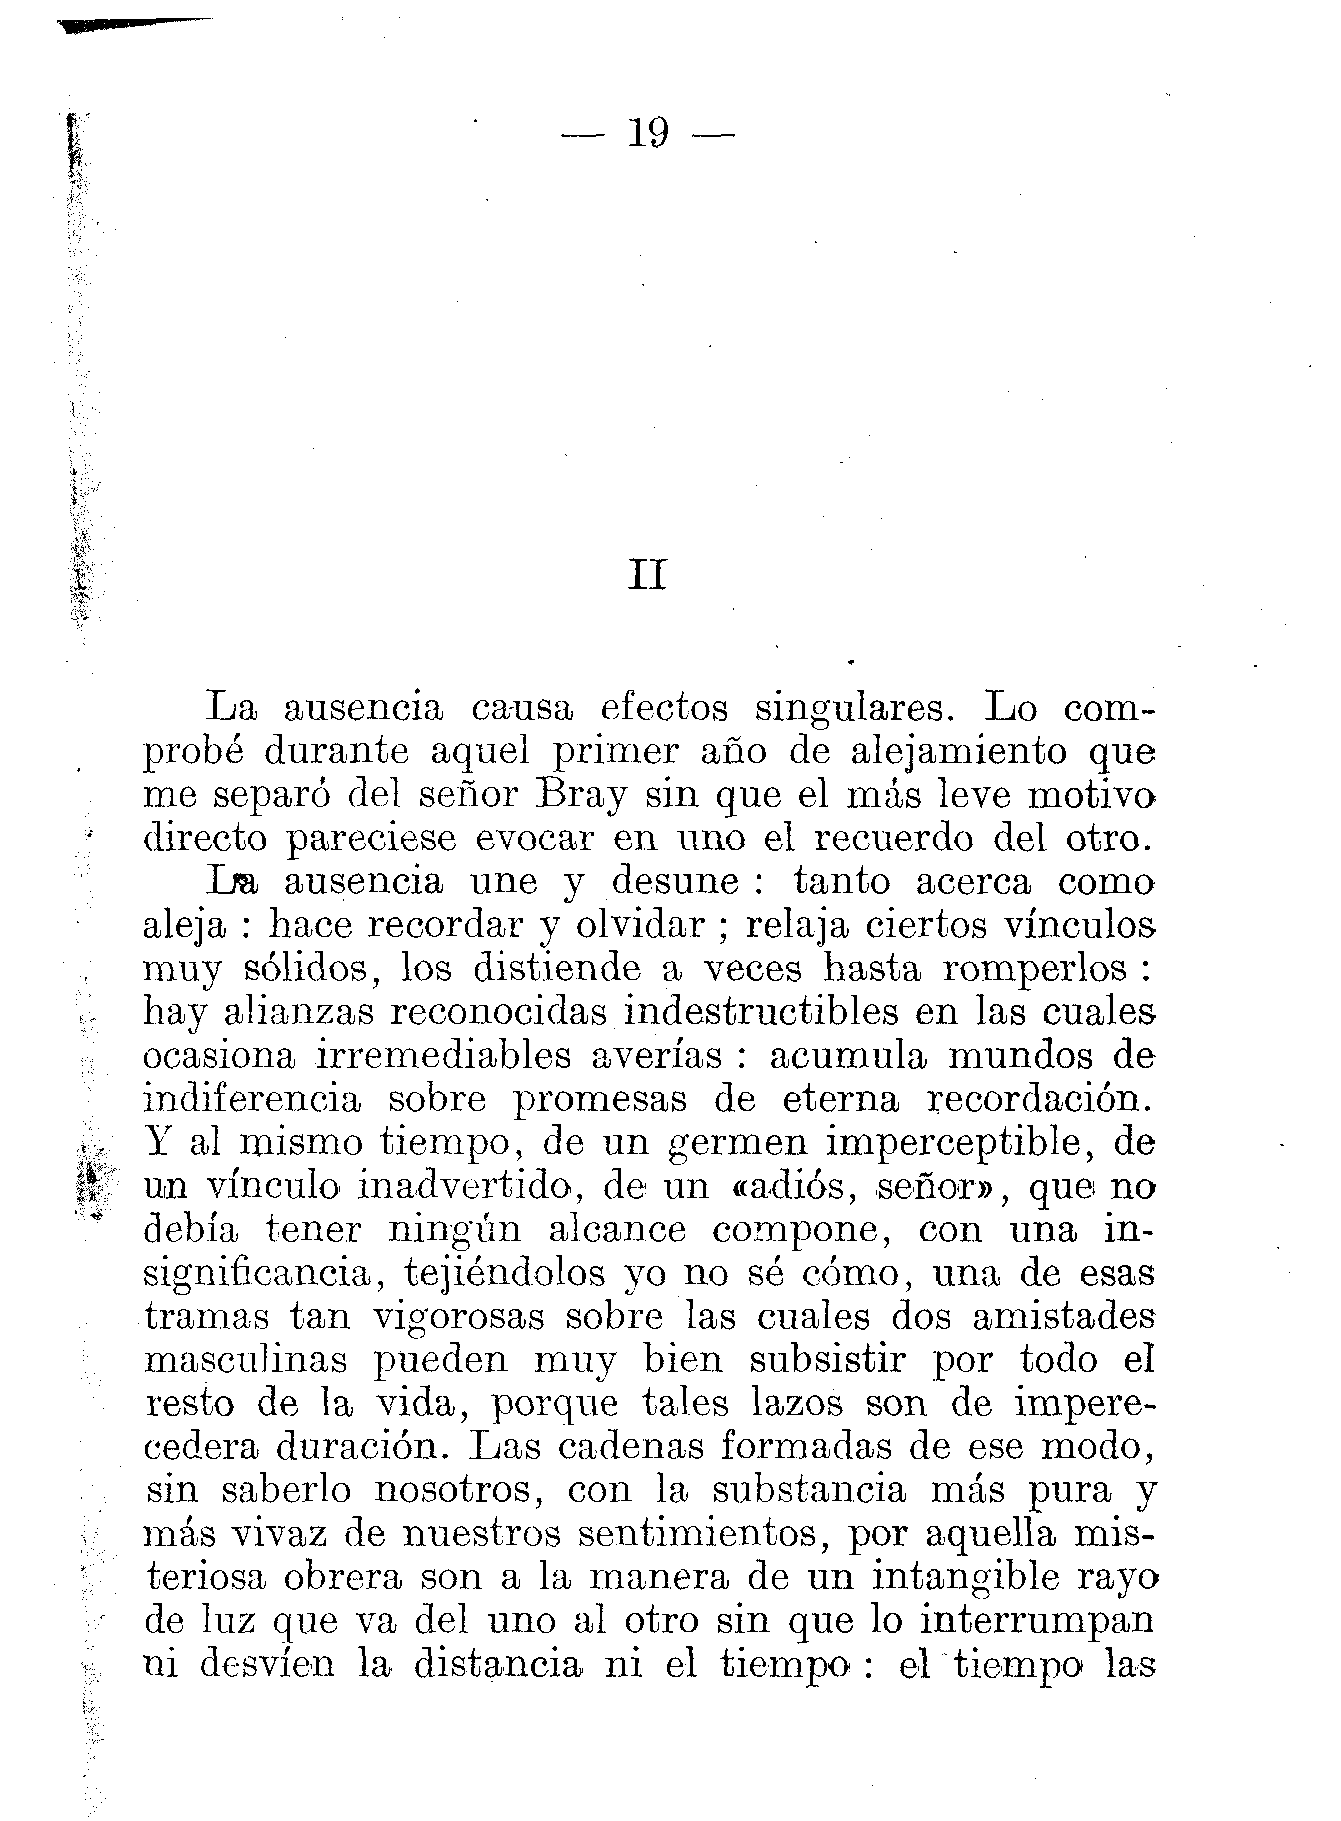 — 19 —
II
La ausencia causa efectos singulares. Lo com-
probé durante aquel primer año de alejamiento que
me separó del señor Bray sin que el más leve motivo
directo pareciese evocar en uno el recuerdo del otro.
La ausencia une y desune : tanto acerca como
aleja : hace recordar y olvidar ; relaja ciertos vínculos
muy sólidos, los distiende a veces hasta romperlos :
hay alianzas reconocidas indestructibles en las cuales
ocasiona irremediables averías : acumula mundos de
indiferencia sobre promesas de eterna recordación.
Y al mismo tiempo, de un germen imperceptible, de
un vínculo inadvertido, de un «adiós, señor», que no
debía tener ningún alcance compone, con una in-
significancia, tejiéndolos yo no sé cómo, una de esas
tramas tan vigorosas sobre las cuales dos amistades
masculinas pueden muy bien subsistir por todo el
resto de la vida, porque tales lazos son de impere-
cedera duración. Las cadenas formadas de ese modo,
sin saberlo nosotros, con la substancia más pura y
más vivaz de nuestros sentimientos, por aquella mis-
teriosa obrera son a la manera de un intangible rayo
de luz que va del uno al otro sin que lo interrumpan
ni desvíen la distancia ni el tiempo : el tiempo las